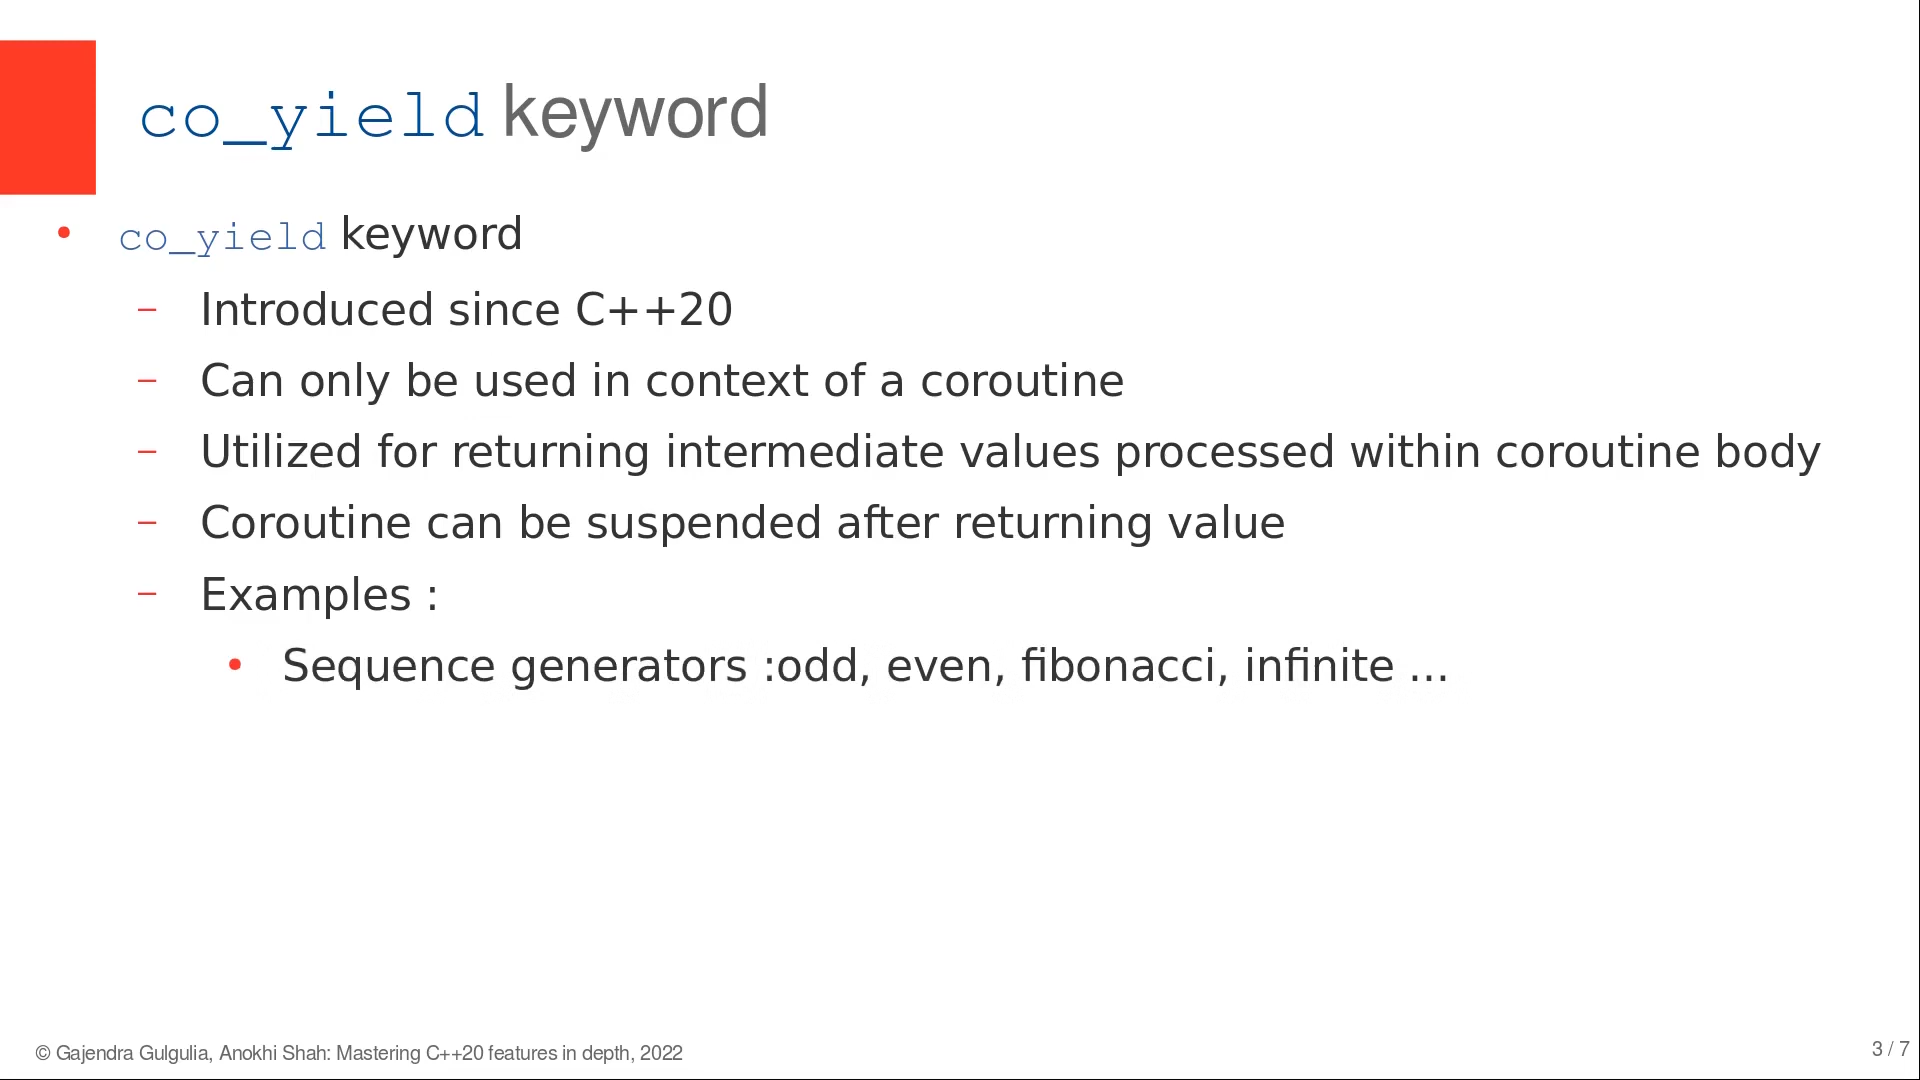 co_yield keyword
• co_yield keyword
– Introduced since C++20
– Can only be used in context of a coroutine
– Utilized for returning intermediate values processed within coroutine body
– Coroutine can be suspended after returning value
– Examples :
• Sequence generators :odd, even, fibonacci, infinite ...
© Gajendra Gulgulia, Anokhi Shah: Mastering C++20 features in depth, 2022
3 / 7